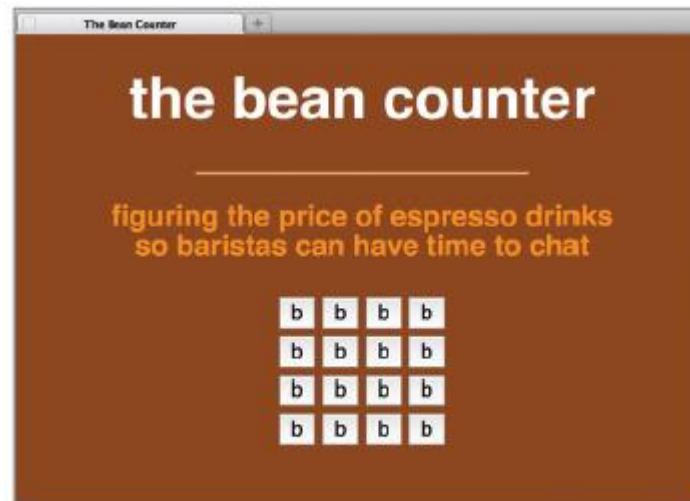 The Bean Counter
+
the bean counter
figuring the price of espresso drinks
so baristas can have time to chat
b b b b
b b b b
b b b b
b b b b